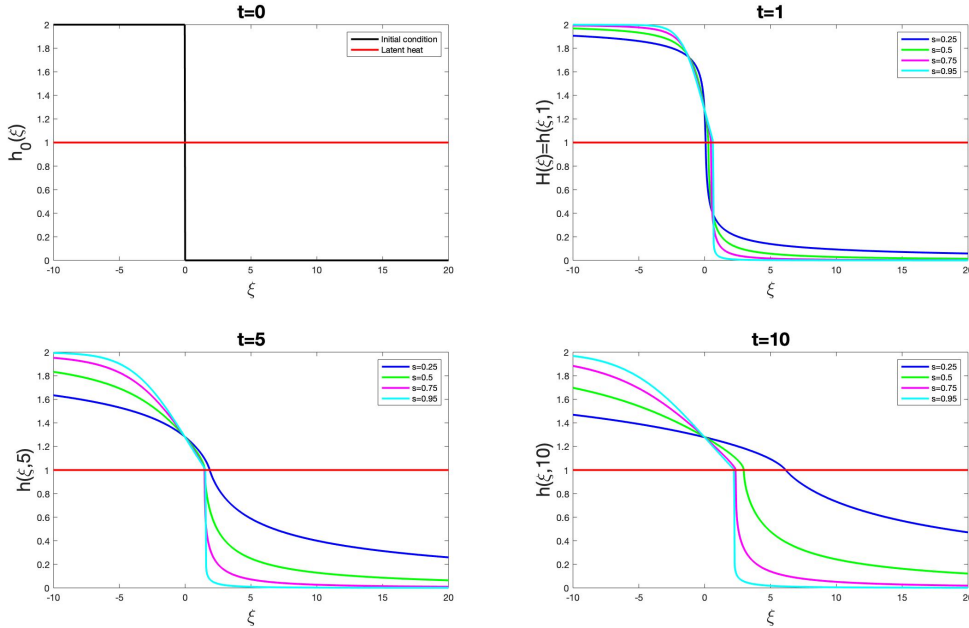 t=0
h₀(ξ)
2
1.8
1.6
1.4
1.2
1
0.8
0.6
0.4
0.2
0
-10 -5 0 5 10 15 20
ξ
Initial condition
Latent heat
t=1
H(ξ)=h(ξ,1)
2
1.8
1.6
1.4
1.2
1
0.8
0.6
0.4
0.2
0
-10 -5 0 5 10 15 20
ξ
s=0.25
s=0.5
s=0.75
s=0.95
t=5
h(ξ,5)
2
1.8
1.6
1.4
1.2
1
0.8
0.6
0.4
0.2
0
-10 -5 0 5 10 15 20
ξ
s=0.25
s=0.5
s=0.75
s=0.95
t=10
h(ξ,10)
2
1.8
1.6
1.4
1.2
1
0.8
0.6
0.4
0.2
0
-10 -5 0 5 10 15 20
ξ
s=0.25
s=0.5
s=0.75
s=0.95